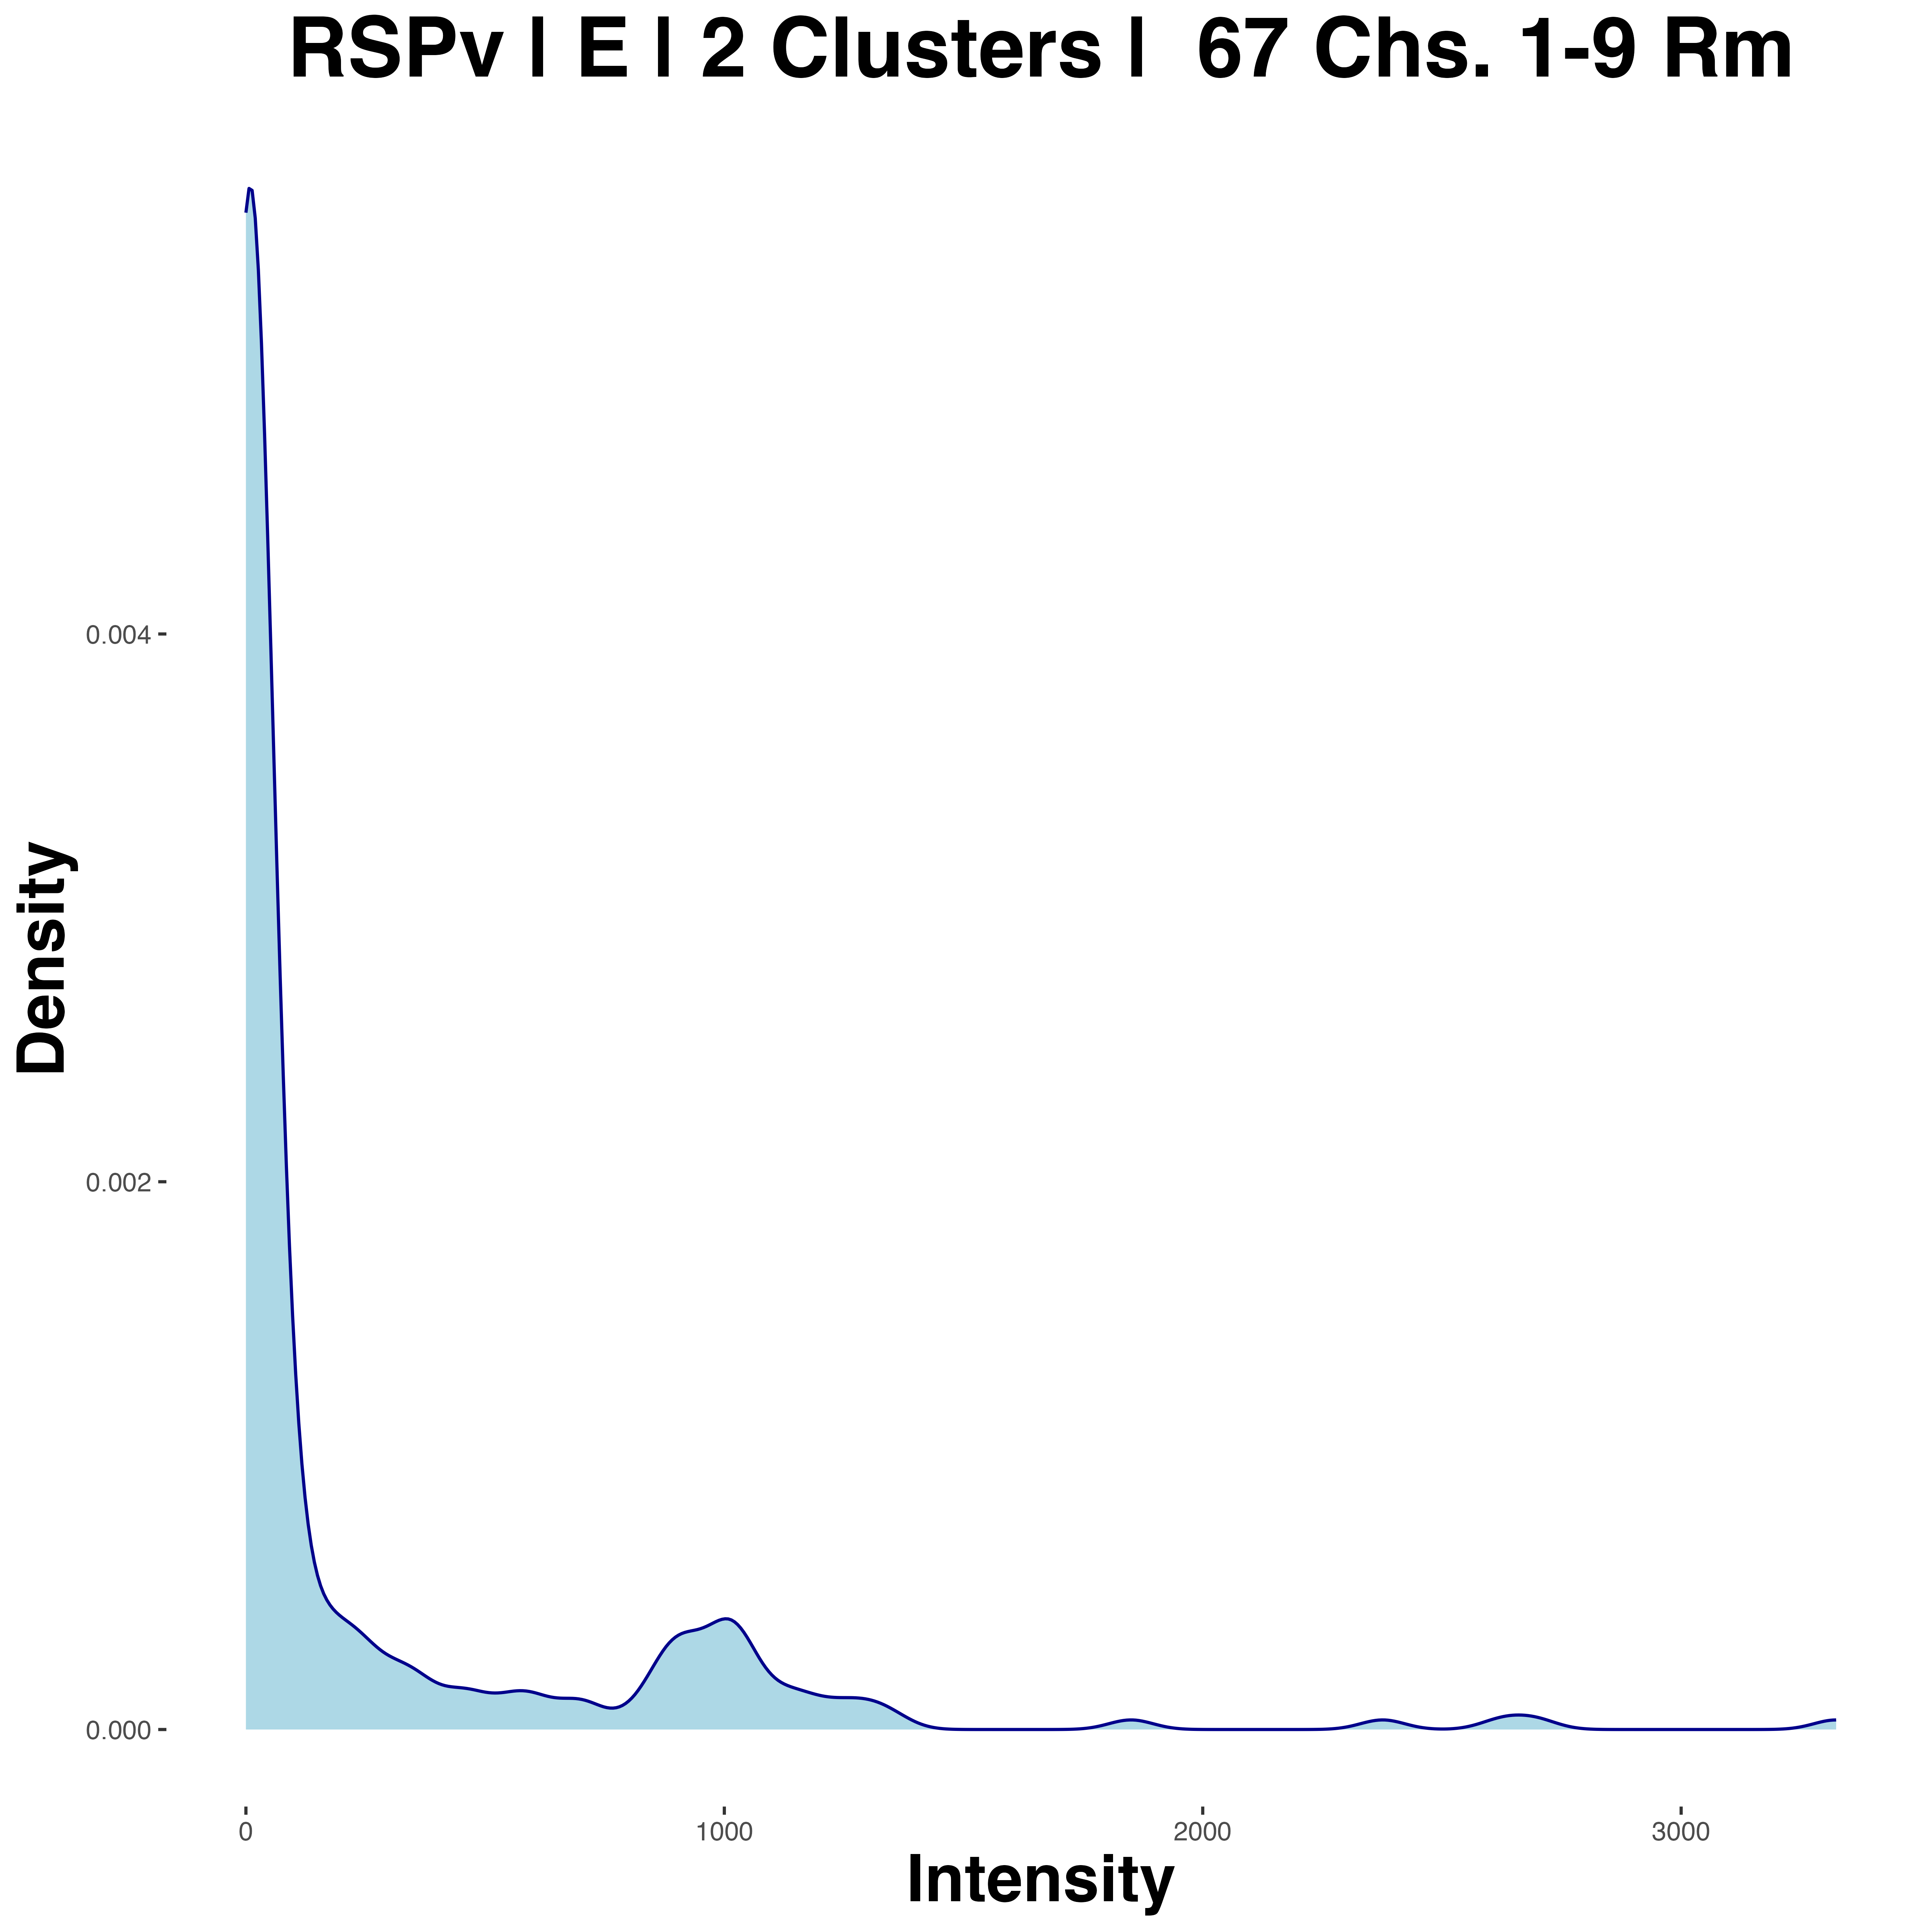 RSPv | E | 2 Clusters | 67 Chs. 1-9 Rm
Density
0.004
0.002
0.000
0 1000 2000 3000
Intensity